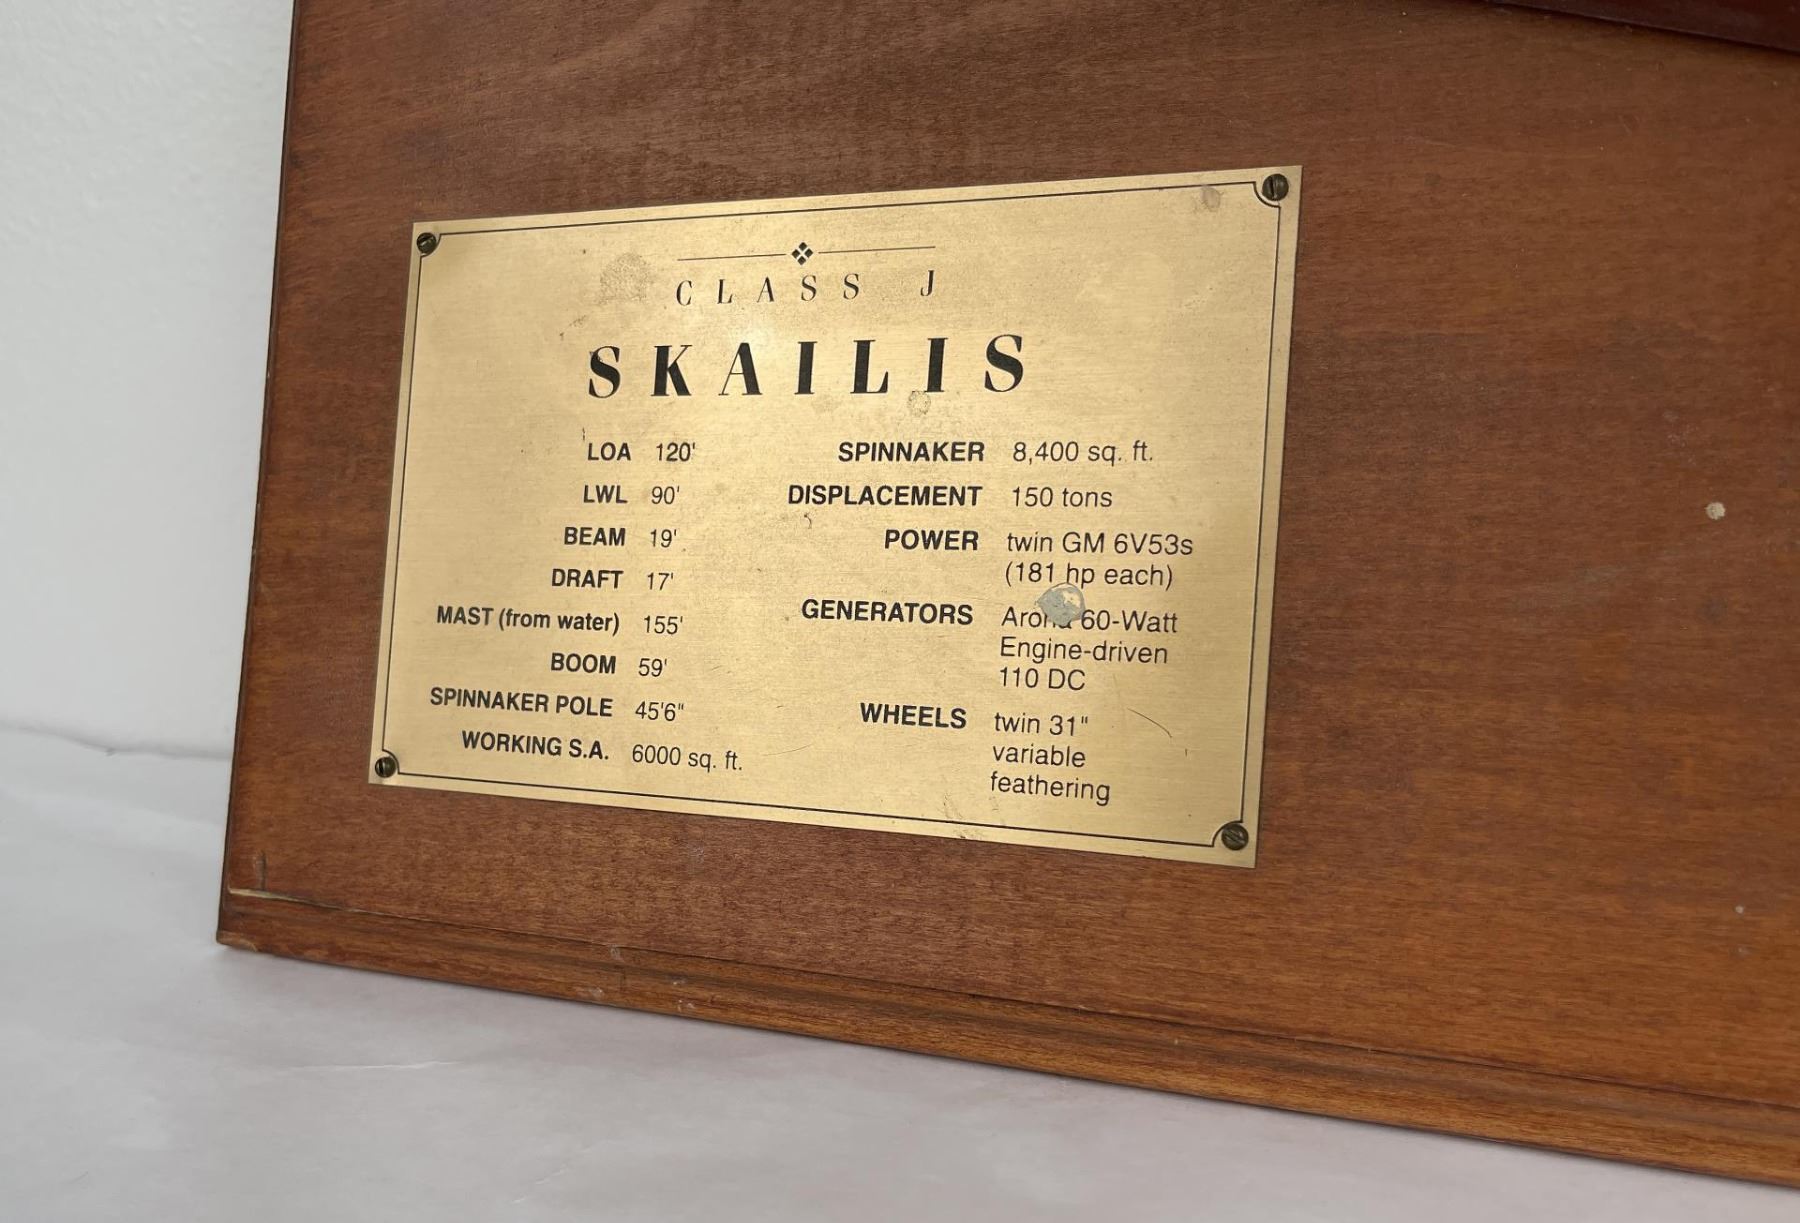 CLASS J
SKAILIS
LOA 120'
LWL 90'
BEAM 19'
DRAFT 17'
MAST (from water) 155'
BOOM 59'
SPINNAKER POLE 45'6"
WORKING S.A. 6000 sq. ft.
SPINNAKER 8,400 sq. ft.
DISPLACEMENT 150 tons
POWER twin GM 6V53s
(181 hp each)
GENERATORS 60-Watt
Engine-driven
110 DC
WHEELS twin 31"
variable
feathering